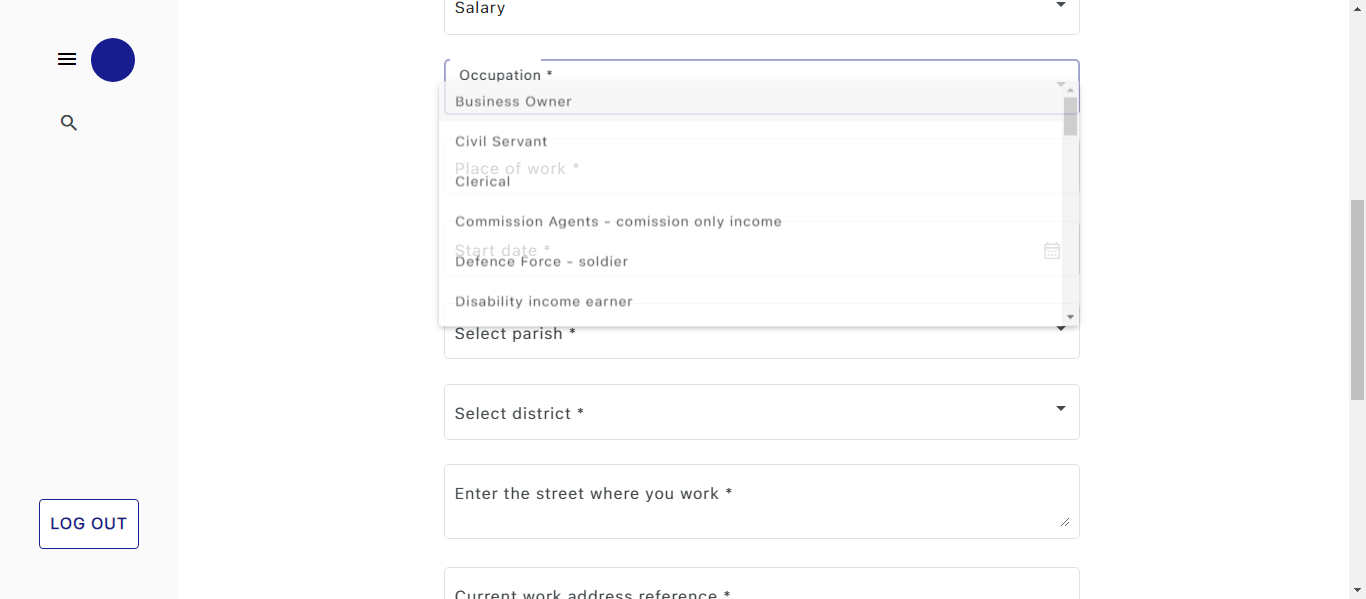 Salary
Occupation *
Business Owner
Civil Servant
Place of work *
Clerical
Commission Agents - comission only income
Start date *
Defence Force - soldier
Disability income earner
Select parish *
Select district *
Enter the street where you work *
LOG OUT
Current work address reference *